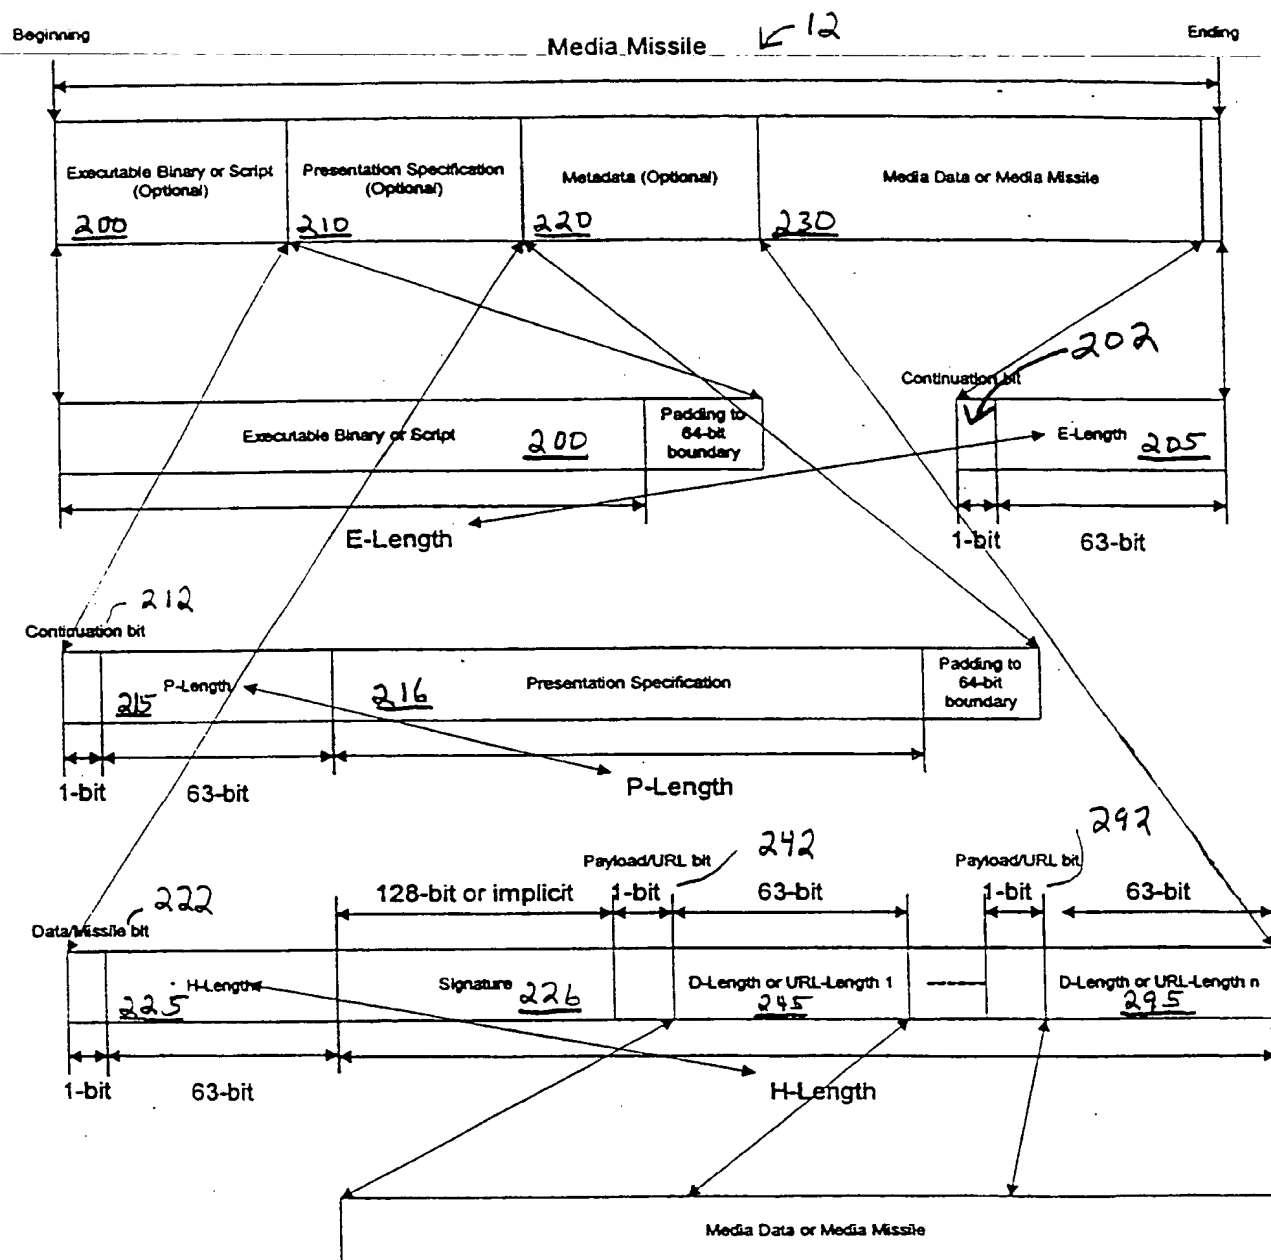 Beginning
Media Missile
12
Ending
Executable Binary or Script
(Optional)
200
Presentation Specification
(Optional)
210
Metadata (Optional)
220
Media Data or Media Missile
230
202
Continuation bit
Executable Binary or Script
200
Padding to
64-bit
boundary
E-Length
205
E-Length
1-bit
63-bit
212
Continuation bit
P-Length
215
216
Presentation Specification
Padding to
64-bit
boundary
1-bit
63-bit
P-Length
Payload/URL bit
242
Payload/URL bit
292
128-bit or implicit
1-bit
63-bit
1-bit
63-bit
222
Data/Missile bit
H-Length
225
Signature
226
D-Length or URL-Length 1
245
D-Length or URL-Length n
295
1-bit
63-bit
H-Length
Media Data or Media Missile